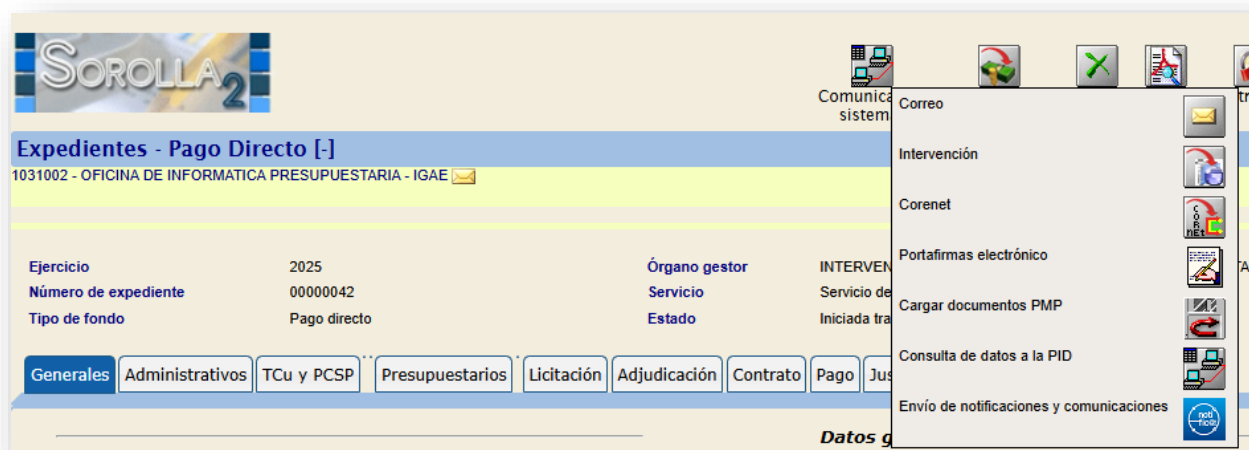 SOROLLA2
Comunica
sistem
Correo
Intervención
Corenet
Portafirmas electrónico
Cargar documentos PMP
Consulta de datos a la PID
Envío de notificaciones y comunicaciones
Expedientes - Pago Directo [-]
1031002 - OFICINA DE INFORMATICA PRESUPUESTARIA - IGAE
Ejercicio 2025 Órgano gestor INTERVEN
Número de expediente 00000042 Servicio Servicio de
Tipo de fondo Pago directo Estado Iniciada tra
Generales Administrativos TCu y PCSP Presupuestarios Licitación Adjudicación Contrato Pago Jus
Datos g